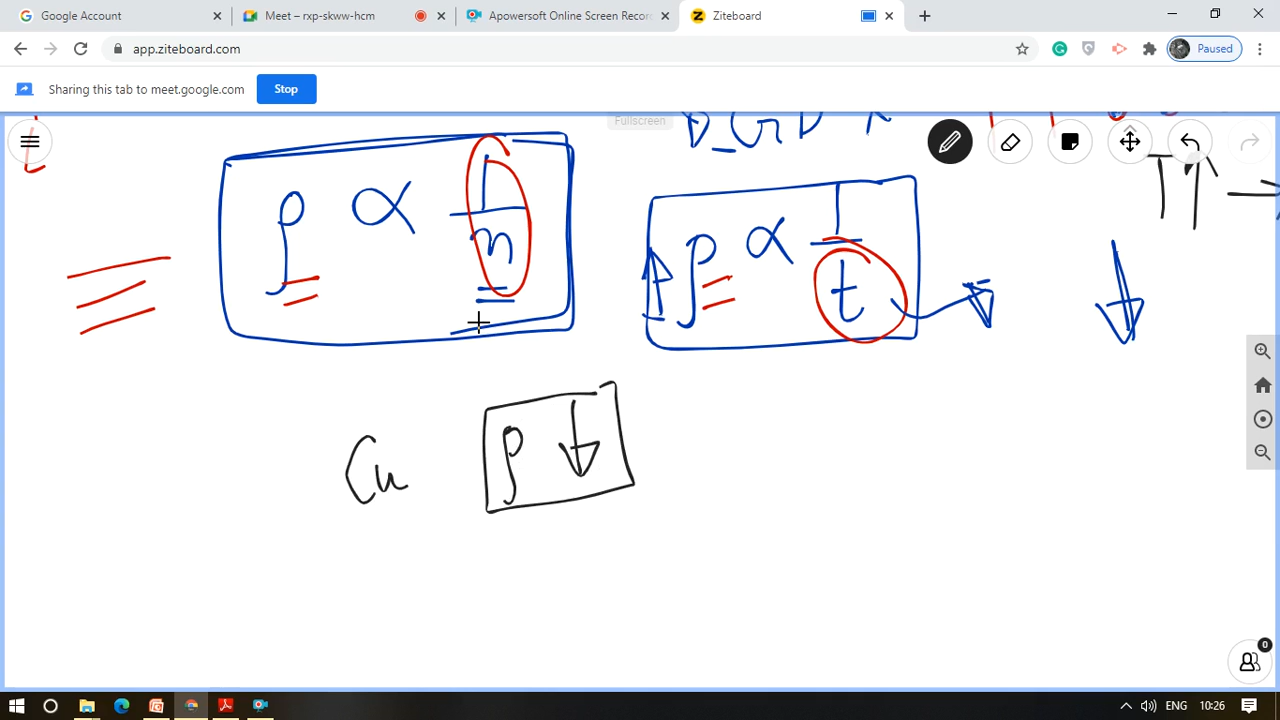 Google Account
Meet – rxp-skww-hcm
Apowersoft Online Screen Recor
Ziteboard
app.ziteboard.com
Paused
Sharing this tab to meet.google.com
Stop
Fullscreen
ρ ∝ 1/n
ρ ∝ 1/t
Cu ρ ↓
0
ENG
10:26